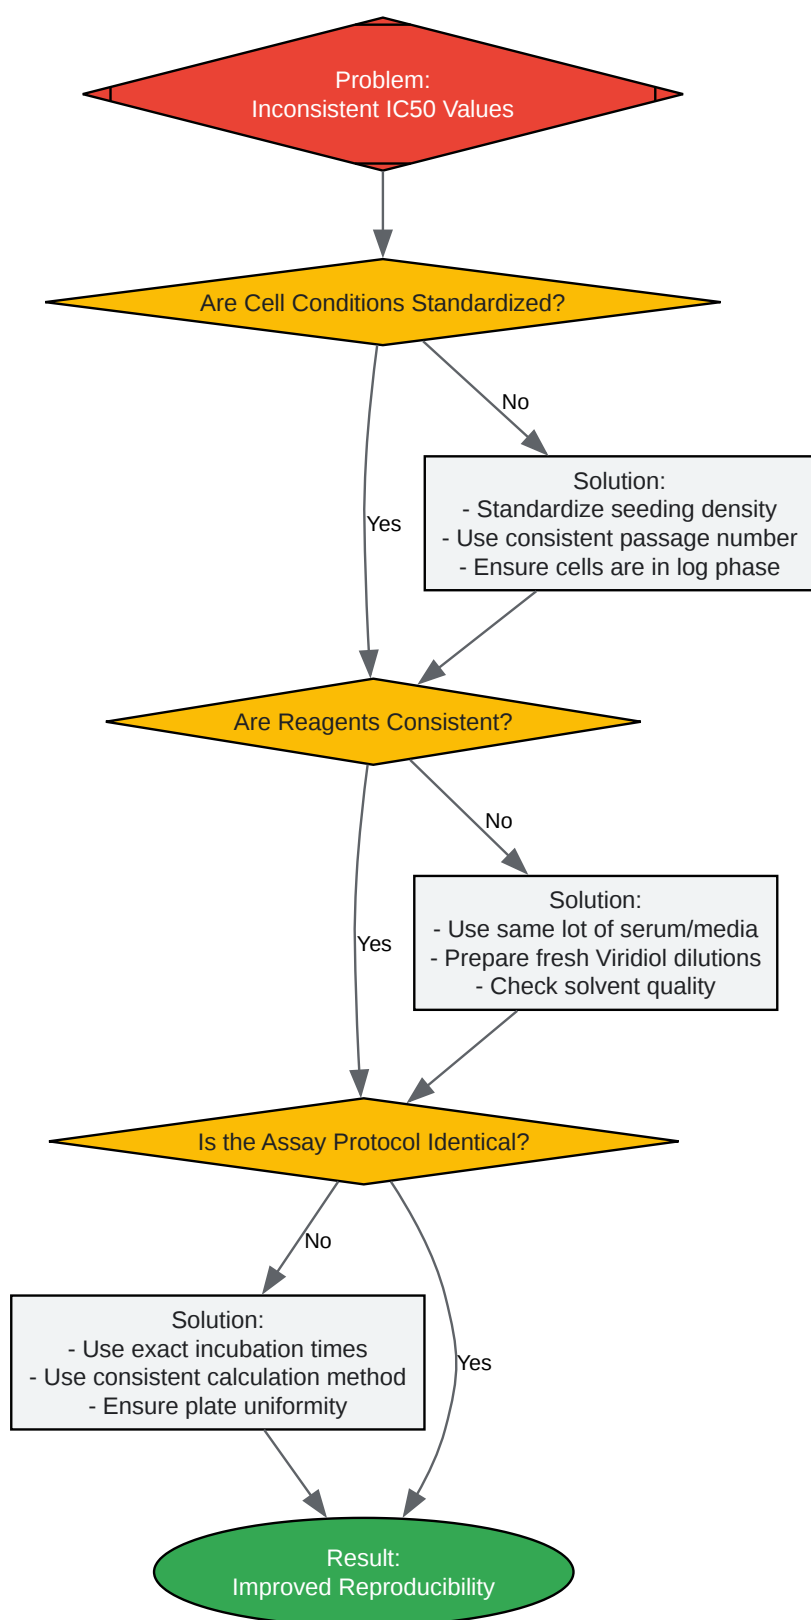 Problem:
Inconsistent IC50 Values
Are Cell Conditions Standardized?
No
Solution:
- Standardize seeding density
- Use consistent passage number
- Ensure cells are in log phase
Yes
Are Reagents Consistent?
No
Solution:
- Use same lot of serum/media
- Prepare fresh Viridiol dilutions
- Check solvent quality
Yes
Is the Assay Protocol Identical?
No
Solution:
- Use exact incubation times
- Use consistent calculation method
- Ensure plate uniformity
Yes
Result:
Improved Reproducibility